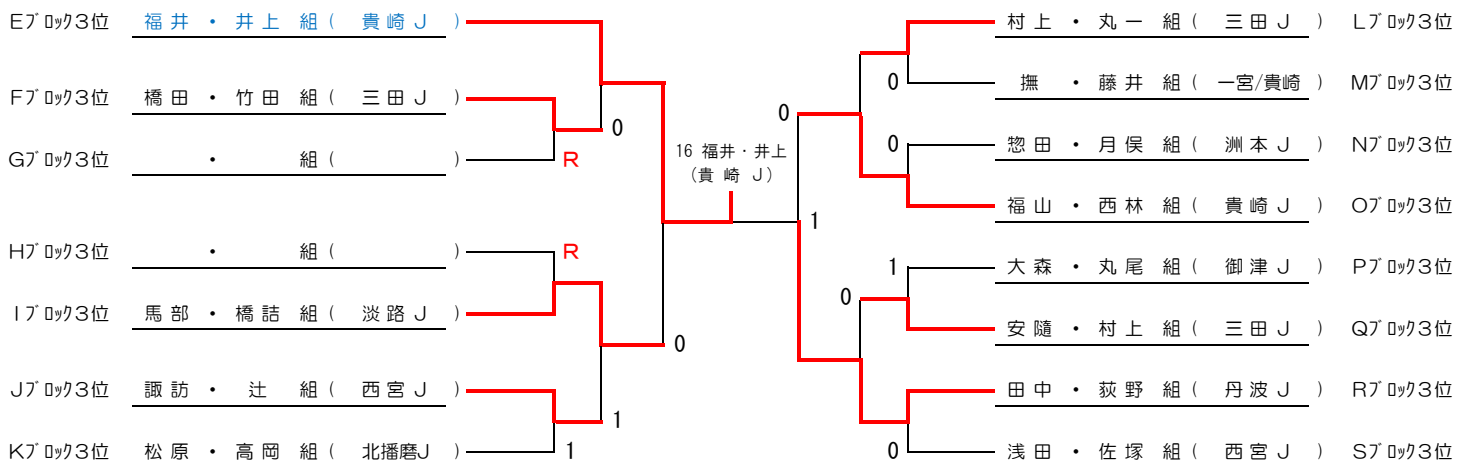 Eﾌﾞﾛｯｸ3位 福井 ・ 井上 組 ( 貴崎J )
Fﾌﾞﾛｯｸ3位 橋田 ・ 竹田 組 ( 三田J )
0
Gﾌﾞﾛｯｸ3位 ・ 組 ( )
R
Hﾌﾞﾛｯｸ3位 ・ 組 ( )
R
Iﾌﾞﾛｯｸ3位 馬部 ・ 橋詰 組 ( 淡路J )
0
Jﾌﾞﾛｯｸ3位 諏訪 ・ 辻 組 ( 西宮J )
1
Kﾌﾞﾛｯｸ3位 松原 ・ 高岡 組 ( 北播磨J )
1
16 福井・井上
(貴崎 J)
村上 ・ 丸一 組 ( 三田J ) Lﾌﾞﾛｯｸ3位
0
撫 ・ 藤井 組 ( 一宮/貴崎 ) Mﾌﾞﾛｯｸ3位
0
0
惣田 ・ 月俣 組 ( 洲本J ) Nﾌﾞﾛｯｸ3位
福山 ・ 西林 組 ( 貴崎J ) Oﾌﾞﾛｯｸ3位
1
1
大森 ・ 丸尾 組 ( 御津J ) Pﾌﾞﾛｯｸ3位
0
安隨 ・ 村上 組 ( 三田J ) Qﾌﾞﾛｯｸ3位
田中 ・ 荻野 組 ( 丹波J ) Rﾌﾞﾛｯｸ3位
0
浅田 ・ 佐塚 組 ( 西宮J ) Sﾌﾞﾛｯｸ3位